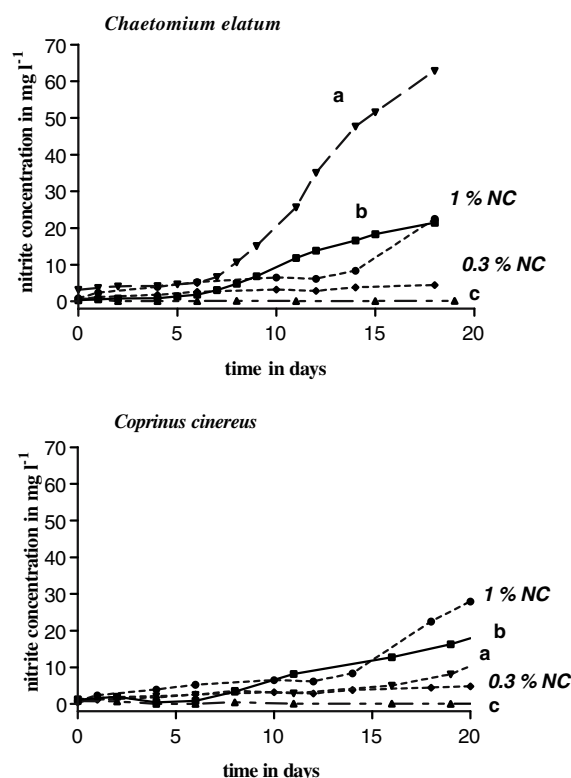 Chaetomium elatum
nitrite concentration in mg l-1
70
60
50
40
30
20
10
0
a
b
1 % NC
0.3 % NC
c
0 5 10 15 20
time in days
Coprinus cinereus
nitrite concentration in mg l-1
70
60
50
40
30
20
10
0
1 % NC
b
a
0.3 % NC
c
0 5 10 15 20
time in days